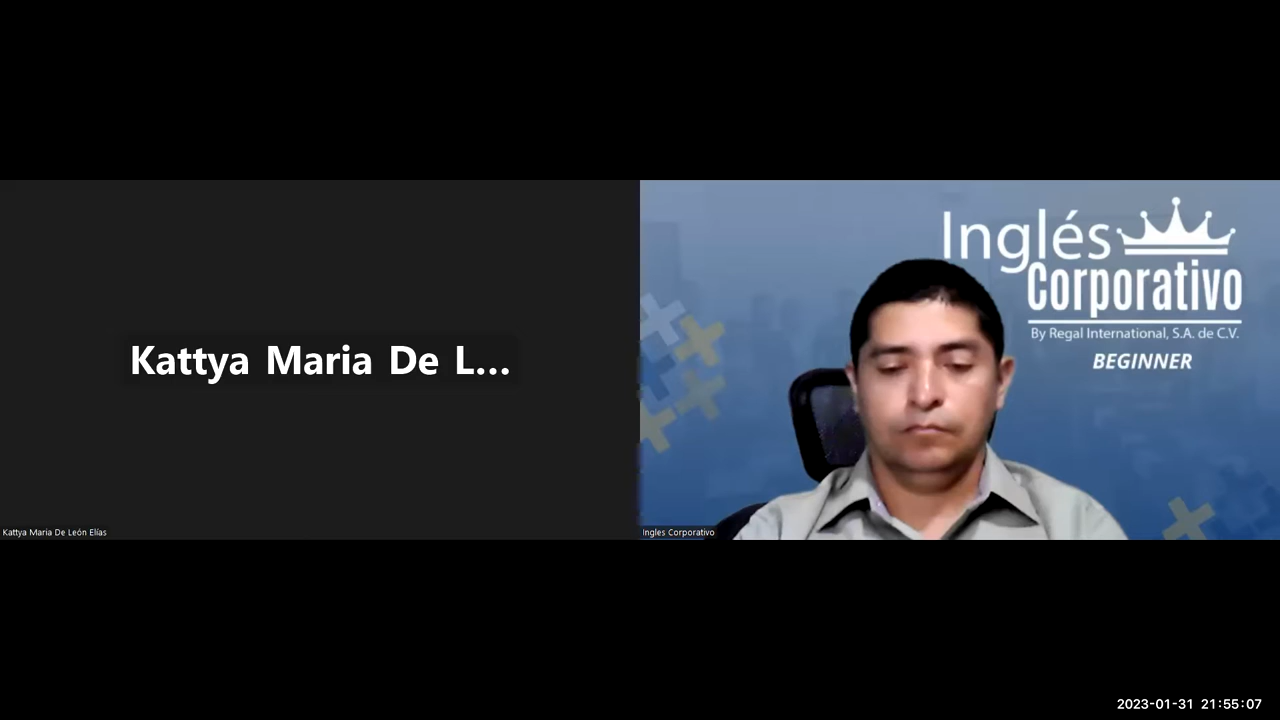 Kattya Maria De L...
Kattya Maria De León Elías
Inglés
Corporativo
By Regal International, S.A. de C.V.
BEGINNER
Ingles Corporativo
2023-01-31 21:55:07